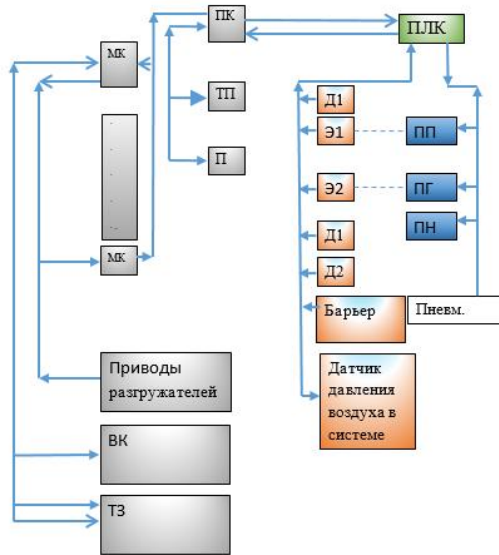 ПК
ПЛК
МК
ТП
Д1
Э1
ПП
П
Э2
ПГ
ПН
Д1
МК
Д2
Барьер
Пневм.
Приводы
разгружателей
Датчик
давления
воздуха в
системе
ВК
ТЗ